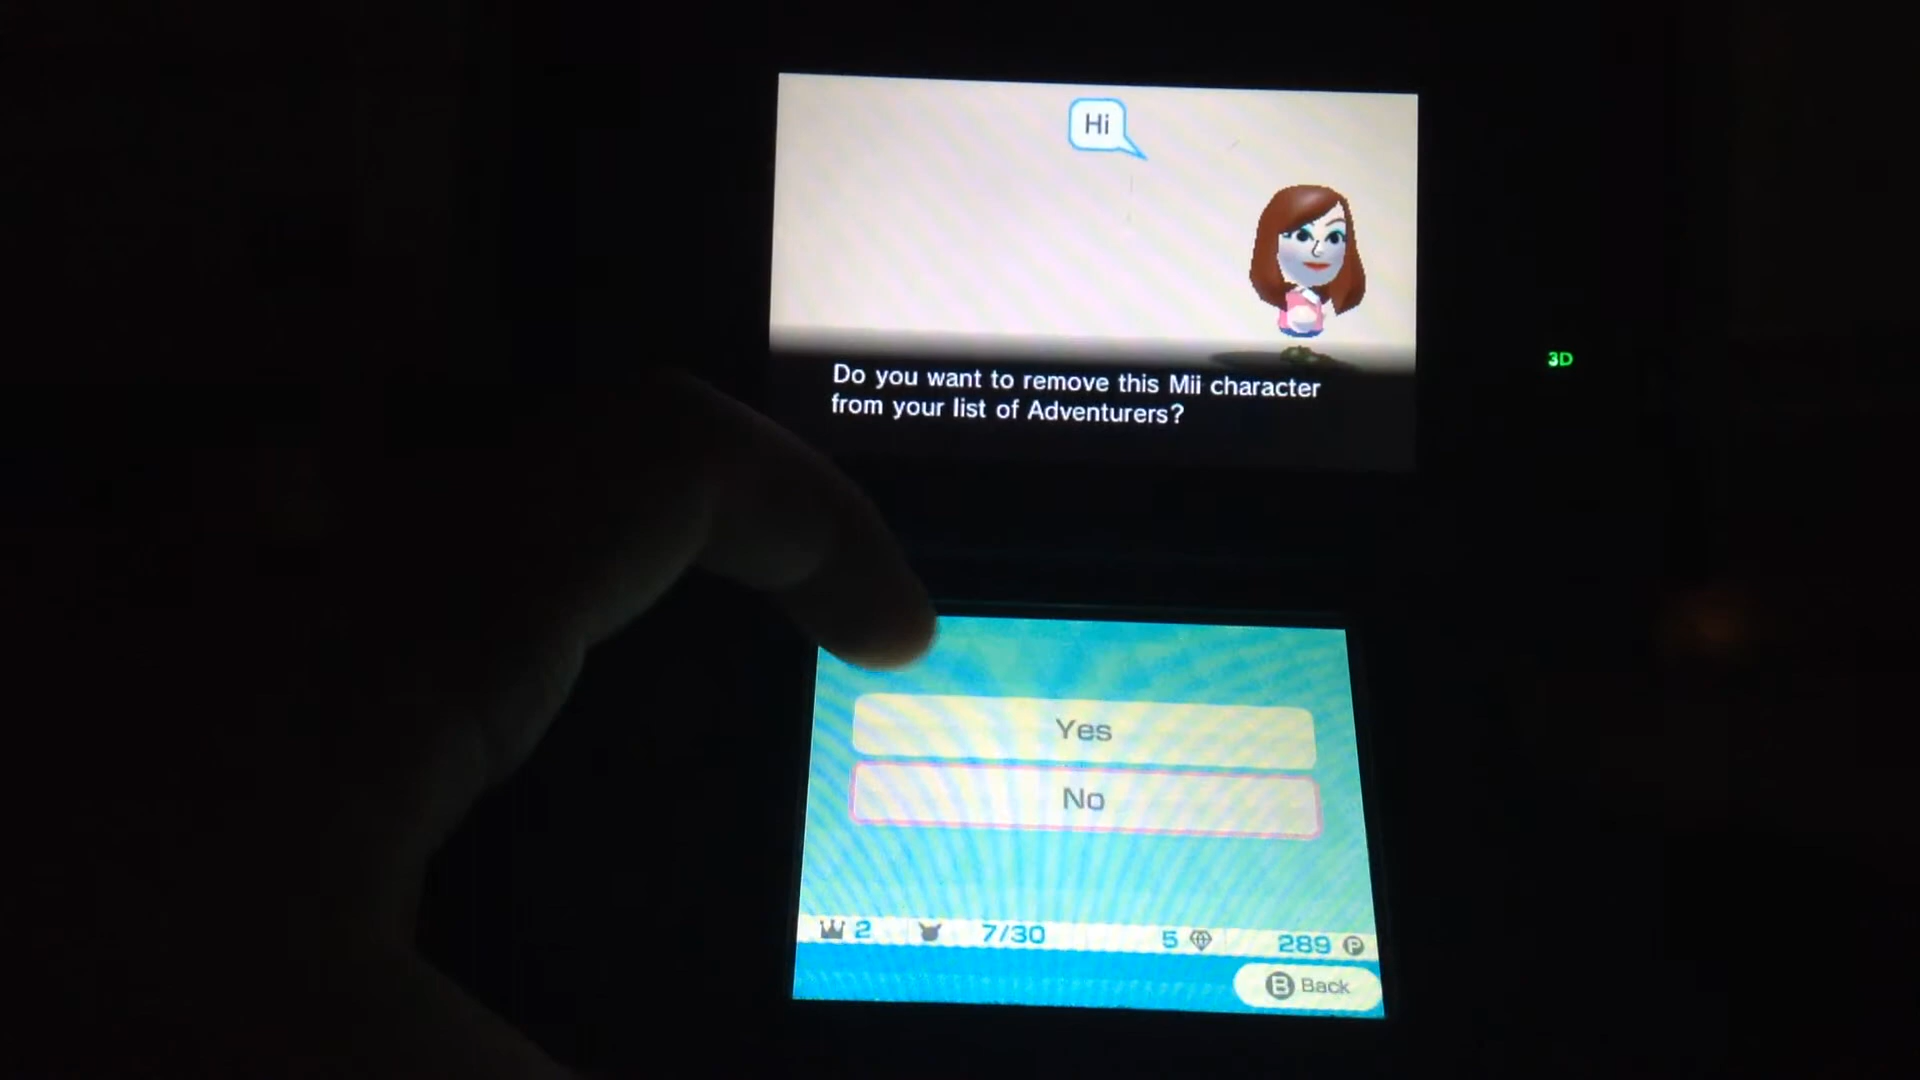 Hi
Do you want to remove this Mii character
from your list of Adventurers?
3D
Yes
No
2 7/30 5 289 P
B Back